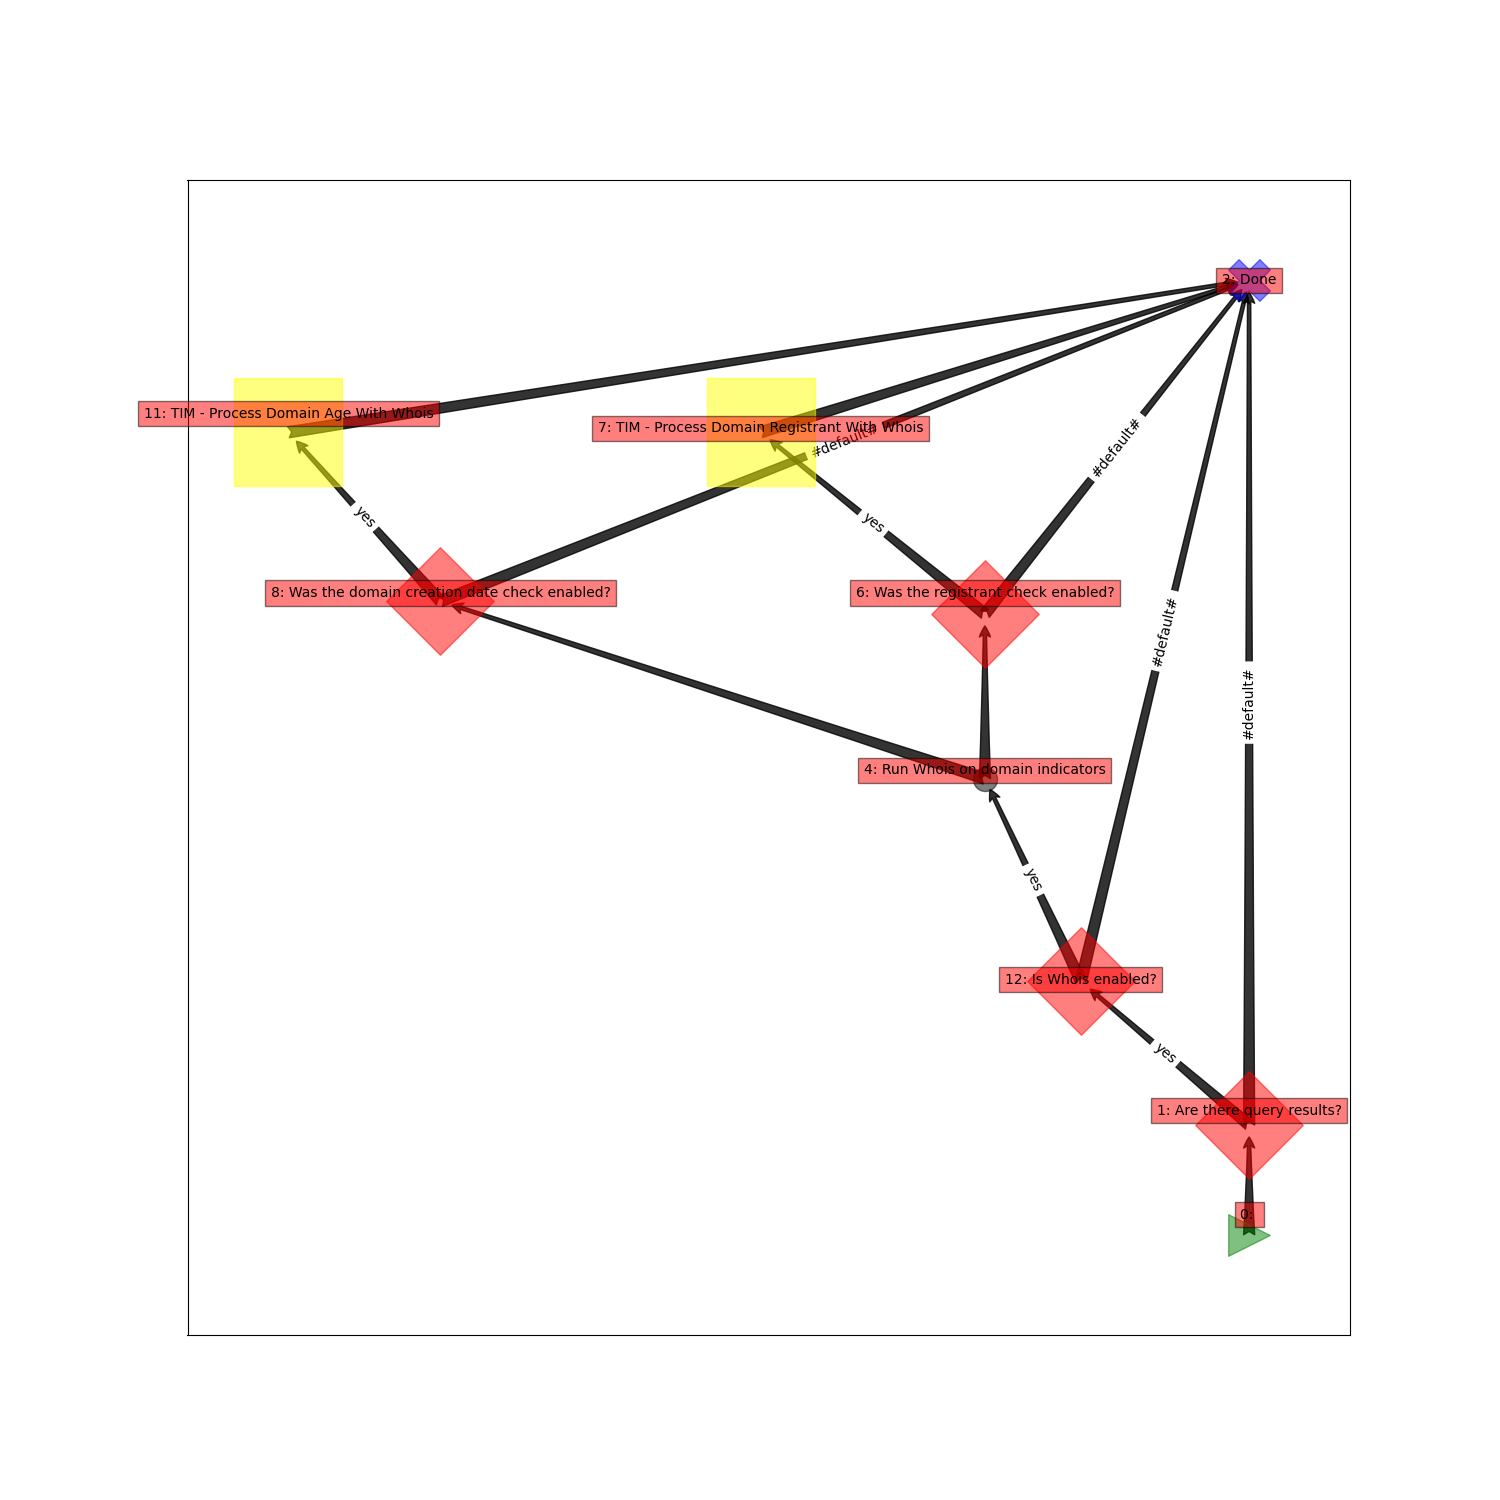 2: Done
11: TIM - Process Domain Age With Whois
7: TIM - Process Domain Registrant With Whois
#default#
#default#
yes
yes
8: Was the domain creation date check enabled?
6: Was the registrant check enabled?
#default#
#default#
4: Run Whois on domain indicators
yes
12: Is Whois enabled?
yes
1: Are there query results?
0: